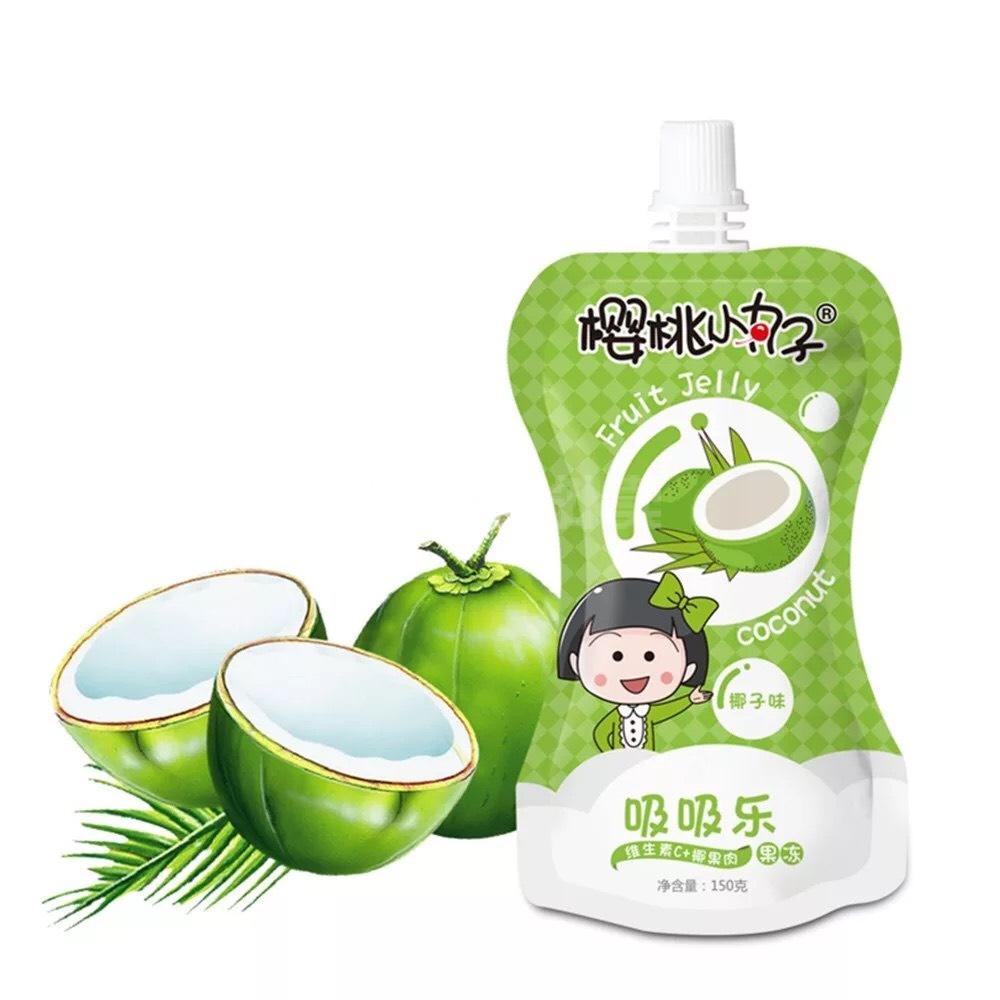 樱桃小丸子®
Fruit Jelly
coconut
椰子味
吸吸乐
维生素C+椰果肉 果冻
净含量：150克